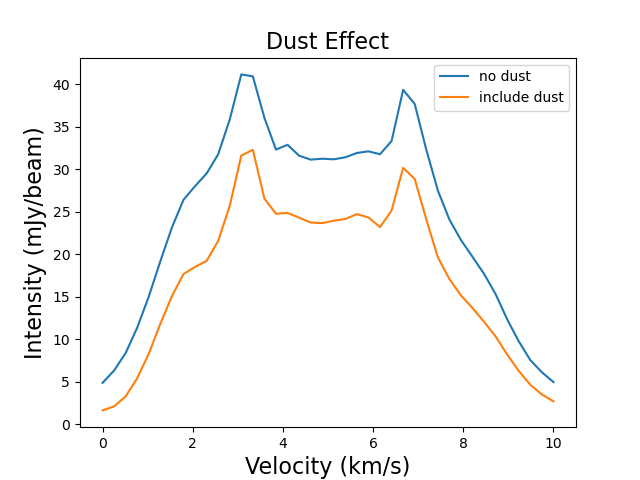 Dust Effect
no dust
include dust
40
35
30
25
20
15
10
5
0
Intensity (mJy/beam)
0 2 4 6 8 10
Velocity (km/s)